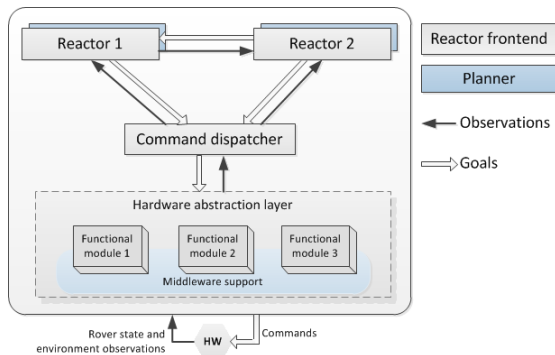 Reactor 1
Reactor 2
Reactor frontend
Planner
Observations
Goals
Command dispatcher
Hardware abstraction layer
Functional
module 1
Functional
module 2
Functional
module 3
Middleware support
Rover state and
environment observations
HW
Commands